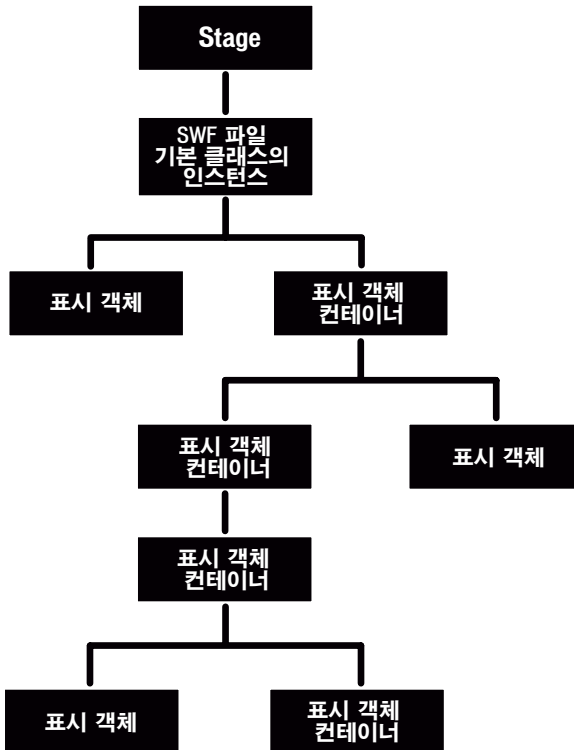 Stage
SWF 파일
기본 클래스의
인스턴스
표시 객체
표시 객체
컨테이너
표시 객체
컨테이너
표시 객체
표시 객체
컨테이너
표시 객체
표시 객체
컨테이너